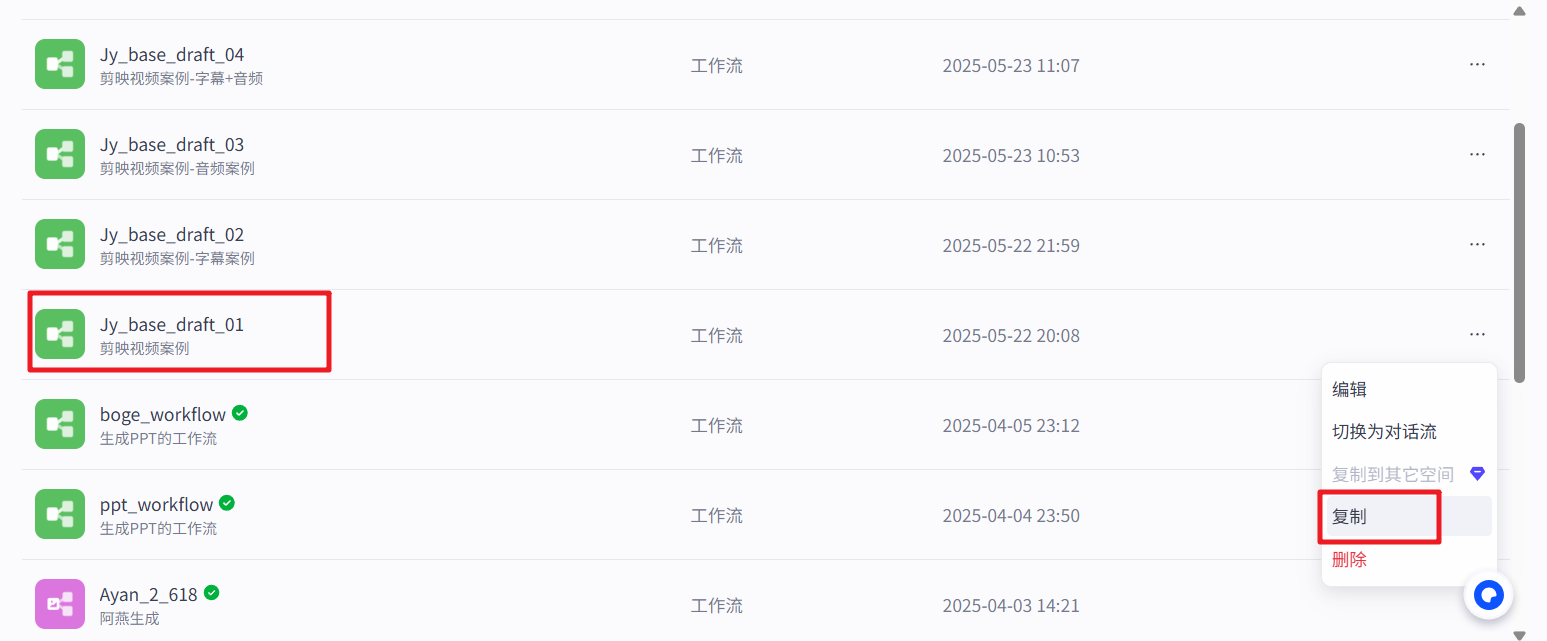 Jy_base_draft_04
剪映视频案例-字幕+音频
工作流
2025-05-23 11:07
...
Jy_base_draft_03
剪映视频案例-音频案例
工作流
2025-05-23 10:53
...
Jy_base_draft_02
剪映视频案例-字幕案例
工作流
2025-05-22 21:59
...
Jy_base_draft_01
剪映视频案例
工作流
2025-05-22 20:08
...
编辑
切换为对话流
复制到其它空间
复制
删除
boge_workflow
生成PPT的工作流
工作流
2025-04-05 23:12
ppt_workflow
生成PPT的工作流
工作流
2025-04-04 23:50
Ayan_2_618
阿燕生成
工作流
2025-04-03 14:21